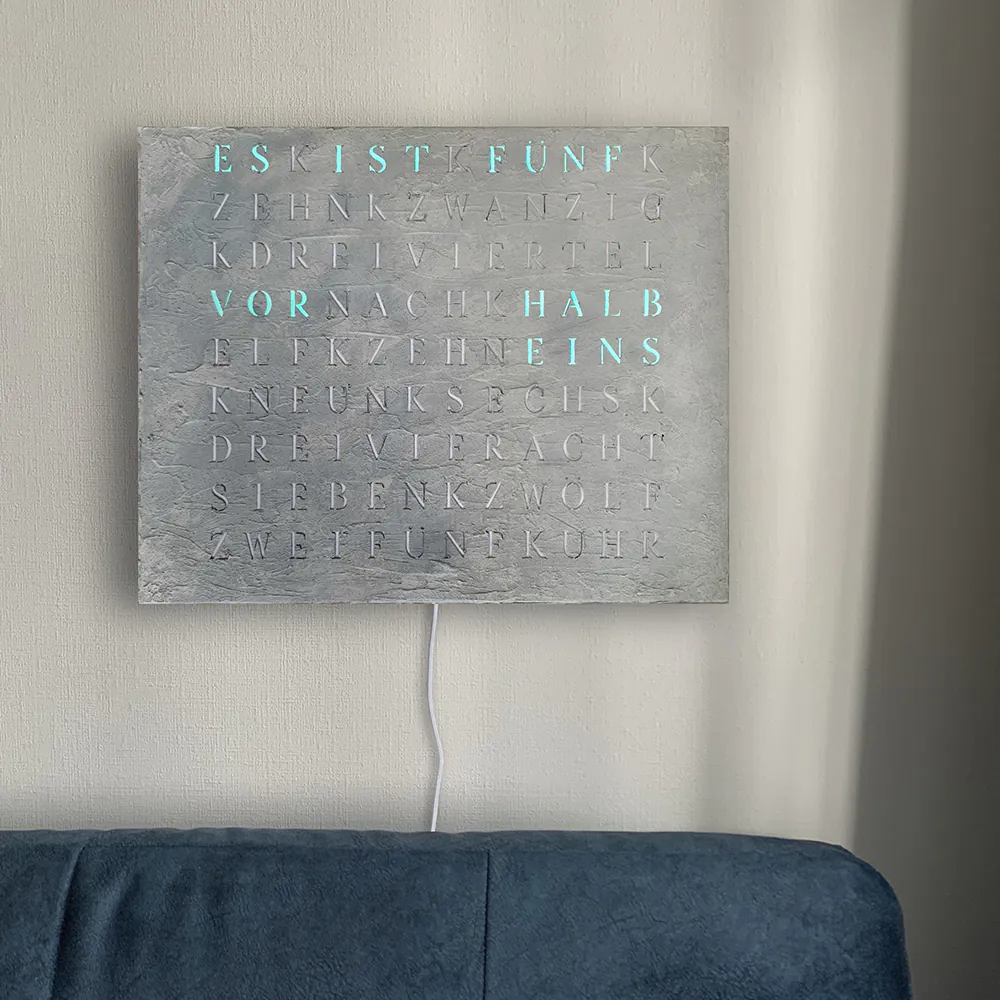 ESKISTKFÜNFK
ZEHNKZWANZIG
KDREIVIERTEL
VORNACHKHALB
ELFKZEHNEINS
KNEUNKSECHSK
DREIVIERACHT
SIEBENKZWÖLF
ZWEIFÜNFKUHR